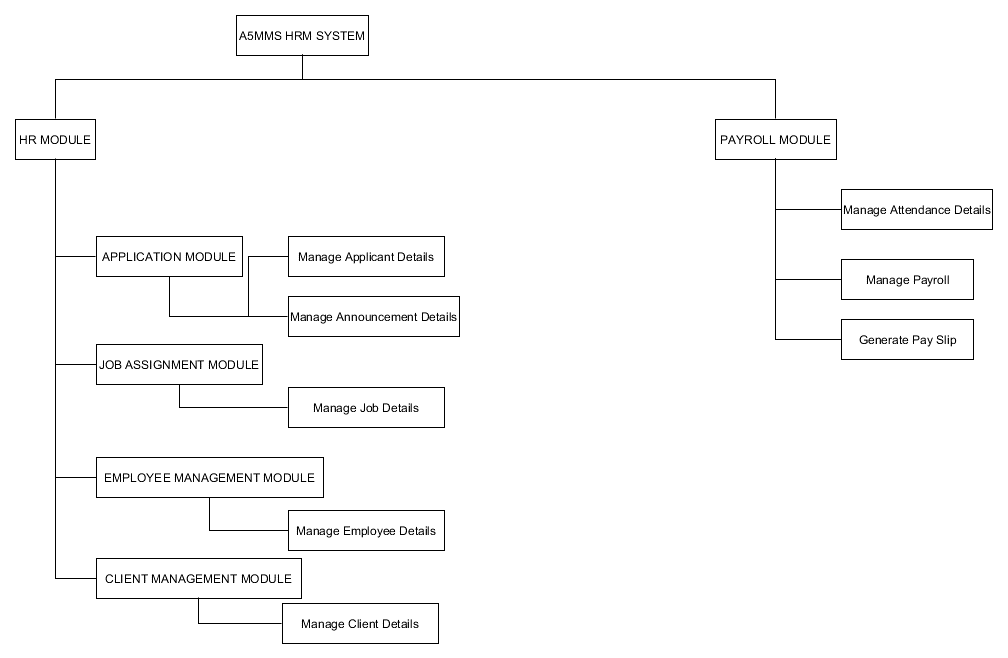 A5MMS HRM SYSTEM
HR MODULE
PAYROLL MODULE
Manage Attendance Details
APPLICATION MODULE
Manage Applicant Details
Manage Payroll
Manage Announcement Details
Generate Pay Slip
JOB ASSIGNMENT MODULE
Manage Job Details
EMPLOYEE MANAGEMENT MODULE
Manage Employee Details
CLIENT MANAGEMENT MODULE
Manage Client Details